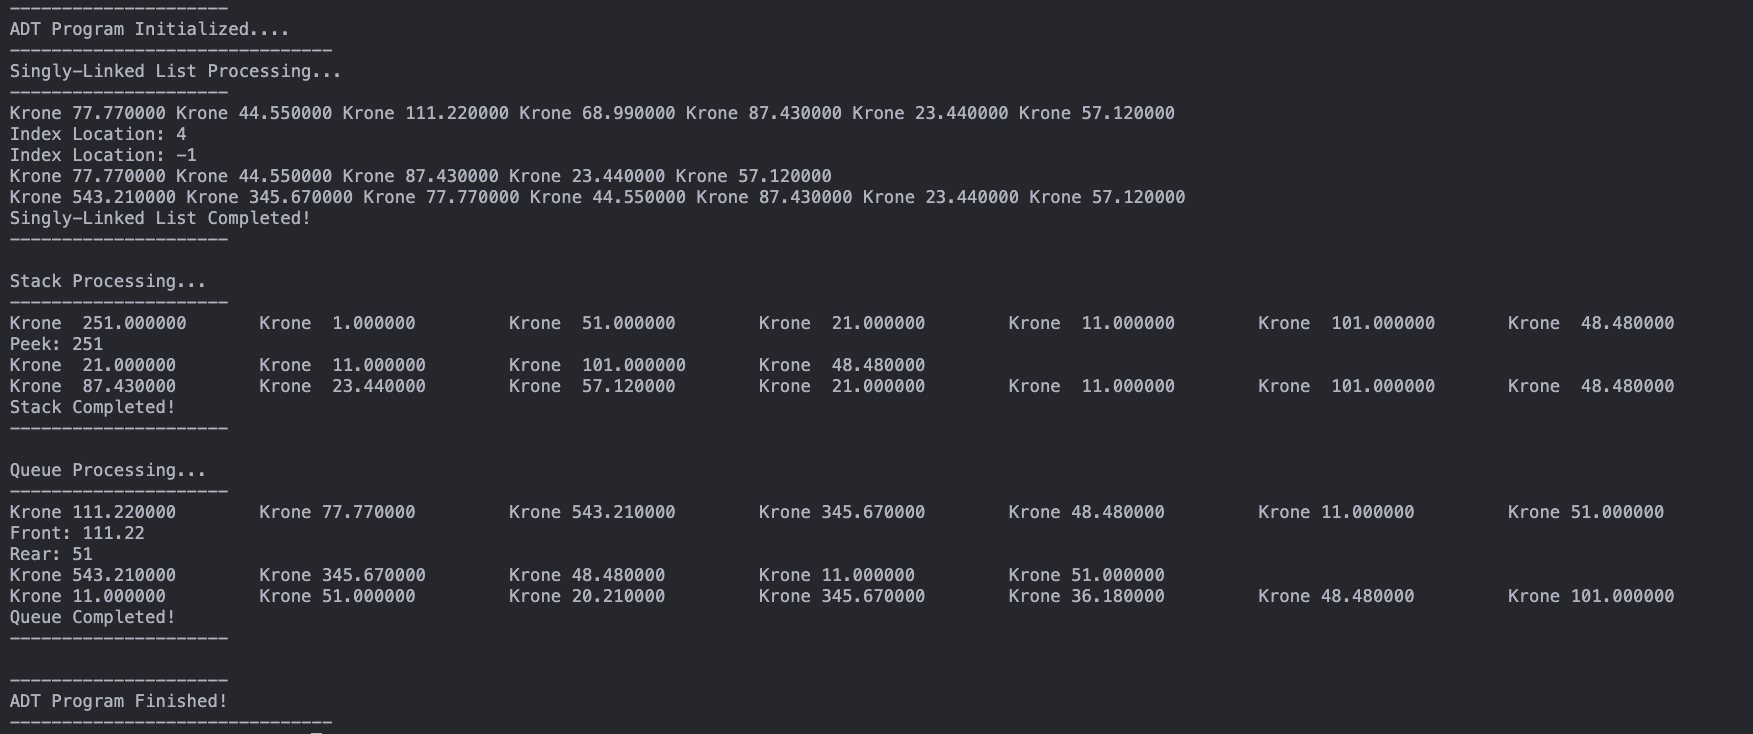 ---------------------
ADT Program Initialized....
-------------------------------
Singly-Linked List Processing...
---------------------
Krone 77.770000 Krone 44.550000 Krone 111.220000 Krone 68.990000 Krone 87.430000 Krone 23.440000 Krone 57.120000
Index Location: 4
Index Location: -1
Krone 77.770000 Krone 44.550000 Krone 87.430000 Krone 23.440000 Krone 57.120000
Krone 543.210000 Krone 345.670000 Krone 77.770000 Krone 44.550000 Krone 87.430000 Krone 23.440000 Krone 57.120000
Singly-Linked List Completed!
---------------------

Stack Processing...
---------------------
Krone  251.000000       Krone  1.000000         Krone  51.000000        Krone  21.000000        Krone  11.000000        Krone  101.000000       Krone  48.480000
Peek: 251
Krone  21.000000        Krone  11.000000        Krone  101.000000       Krone  48.480000
Krone  87.430000        Krone  23.440000        Krone  57.120000        Krone  21.000000        Krone  11.000000        Krone  101.000000       Krone  48.480000
Stack Completed!
---------------------

Queue Processing...
---------------------
Krone 111.220000        Krone 77.770000         Krone 543.210000        Krone 345.670000        Krone 48.480000         Krone 11.000000         Krone 51.000000
Front: 111.22
Rear: 51
Krone 543.210000        Krone 345.670000        Krone 48.480000         Krone 11.000000         Krone 51.000000
Krone 11.000000         Krone 51.000000         Krone 20.210000         Krone 345.670000        Krone 36.180000         Krone 48.480000         Krone 101.000000
Queue Completed!
---------------------

---------------------
ADT Program Finished!
-------------------------------